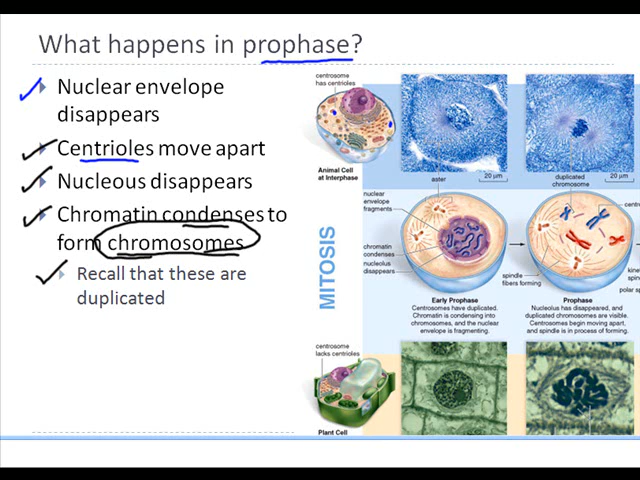 What happens in prophase?
Nuclear envelope
disappears
Centrioles move apart
Nucleous disappears
Chromatin condenses to
form chromosomes
Recall that these are
duplicated
MITOSIS
centrosome
has centrioles
Animal Cell
at Interphase
aster
20 μm
duplicated
chromosome
20 μm
nuclear
envelope
fragments
chromatin
condenses
nucleolus
disappears
spindle
fibers forming
Early Prophase
Centrosomes have duplicated.
Chromatin is condensing into
chromosomes, and the nuclear
envelope is fragmenting.
Prophase
Nucleolus has disappeared, and
duplicated chromosomes are visible.
Centrosomes begin moving apart,
and spindle is in process of forming.
centr
kine
spin
polar sp
centrosome
lacks centrioles
Plant Cell